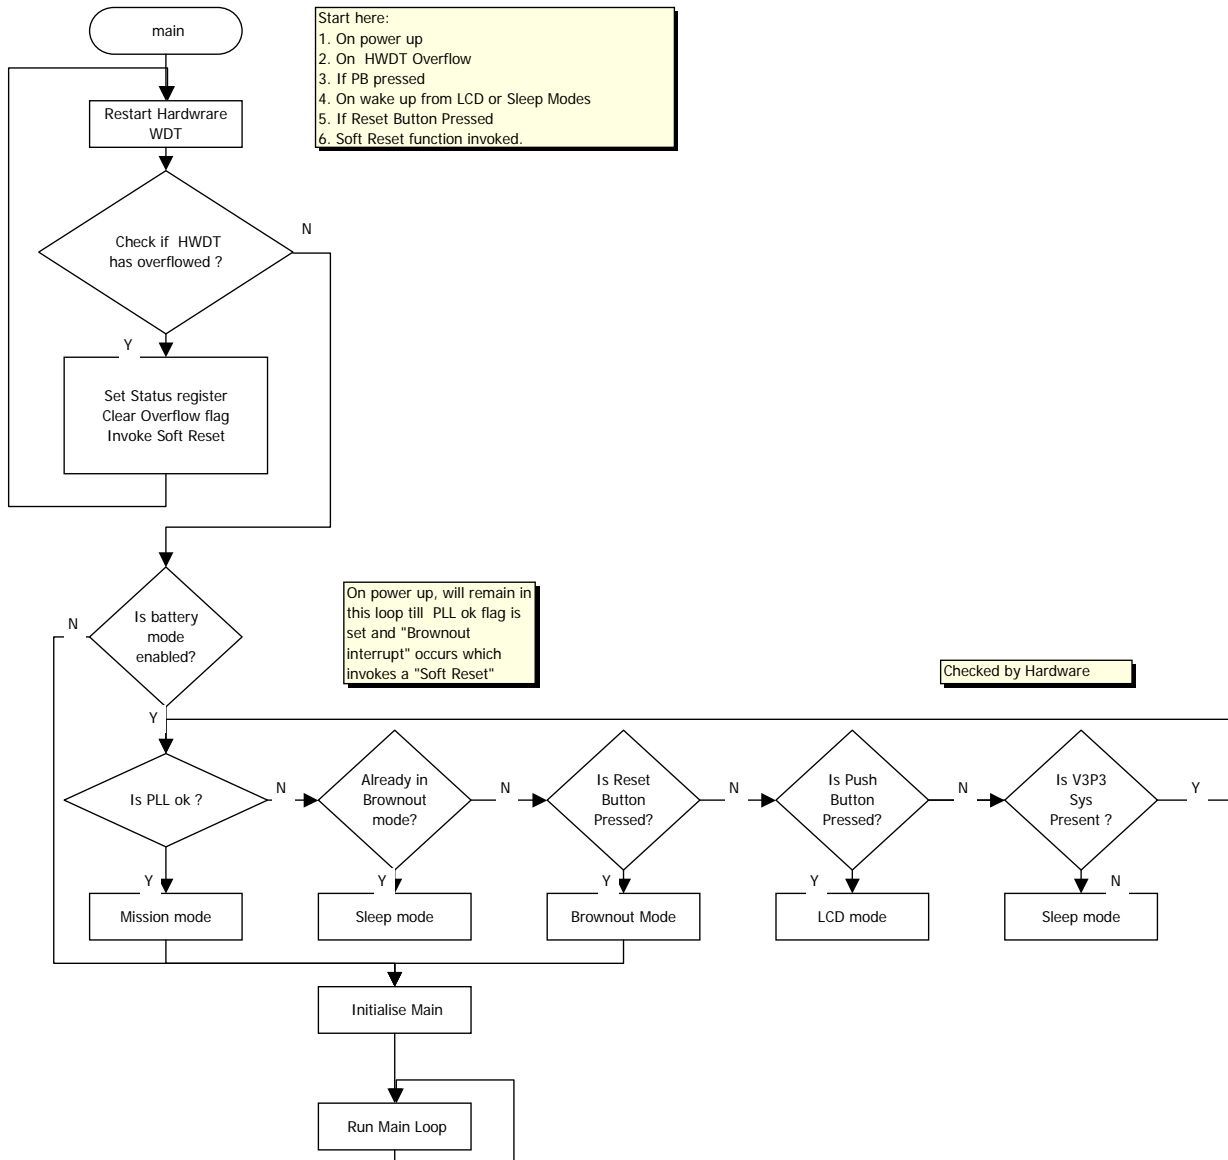 main
Start here:
1. On power up
2. On HWDT Overflow
3. If PB pressed
4. On wake up from LCD or Sleep Modes
5. If Reset Button Pressed
6. Soft Reset function invoked.
Restart Hardwrare
WDT
Check if HWDT
has overflowed ?
N
Y
Set Status register
Clear Overflow flag
Invoke Soft Reset
Is battery
mode
enabled?
N
Y
On power up, will remain in
this loop till PLL ok flag is
set and "Brownout
interrupt" occurs which
invokes a "Soft Reset"
Checked by Hardware
Is PLL ok ?
N
Already in
Brownout
mode?
N
Is Reset
Button
Pressed?
N
Is Push
Button
Pressed?
N
Is V3P3
Sys
Present ?
Y
Y
Y
Y
Y
N
Mission mode
Sleep mode
Brownout Mode
LCD mode
Sleep mode
Initialise Main
Run Main Loop